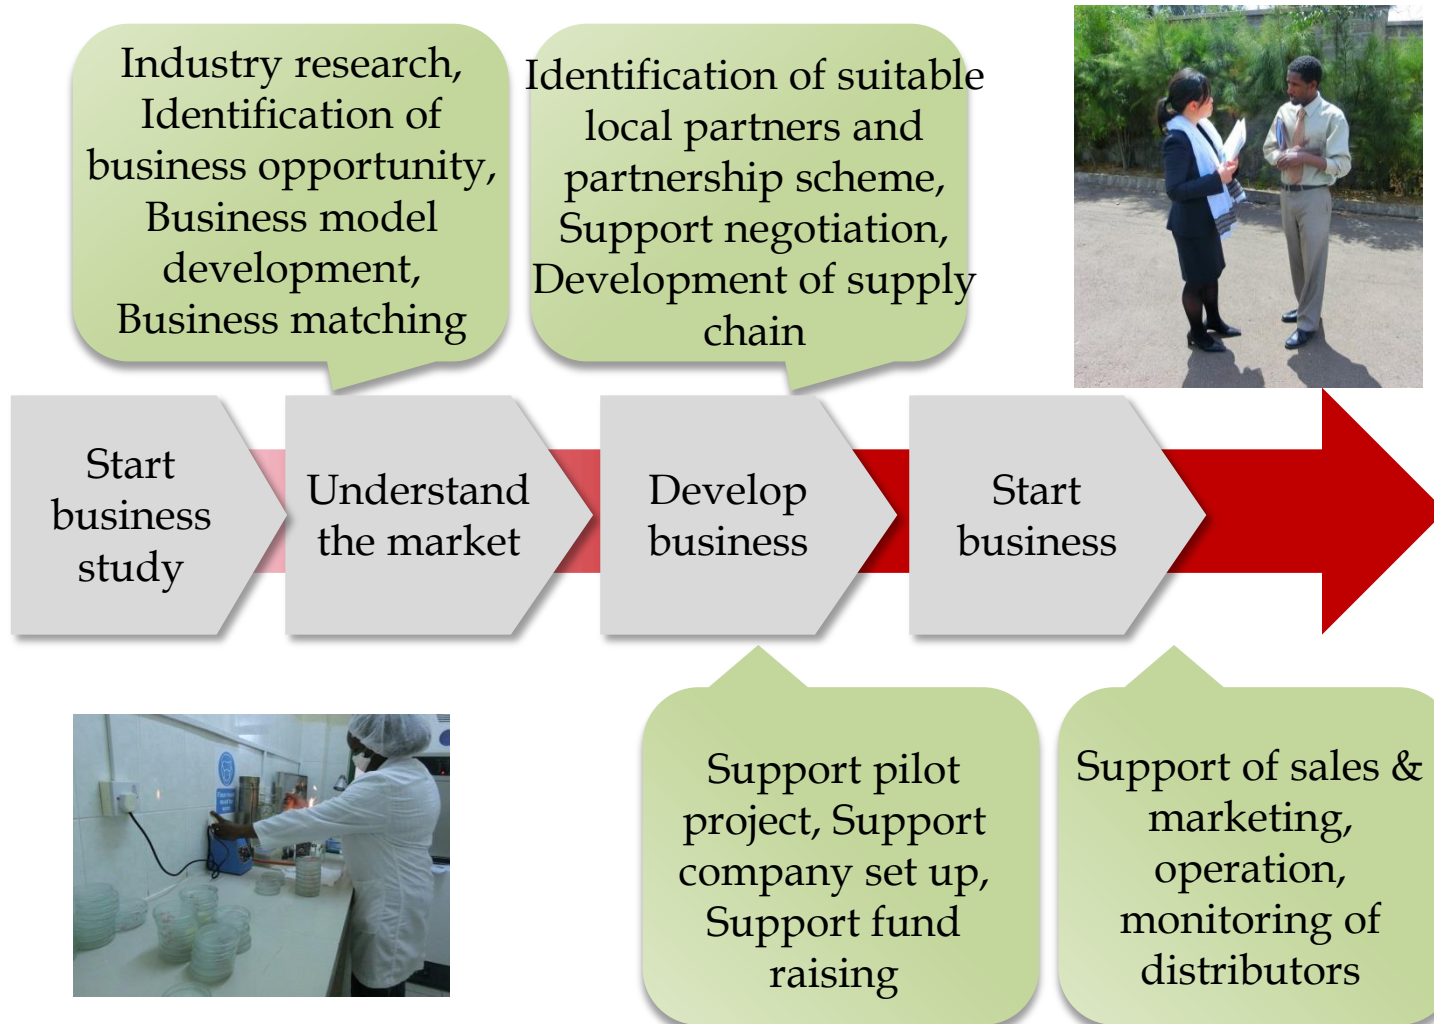 Industry research,
Identification of
business opportunity,
Business model
development,
Business matching
Identification of suitable
local partners and
partnership scheme,
Support negotiation,
Development of supply
chain
Start
business
study
Understand
the market
Develop
business
Start
business
Support pilot
project, Support
company set up,
Support fund
raising
Support of sales &
marketing,
operation,
monitoring of
distributors